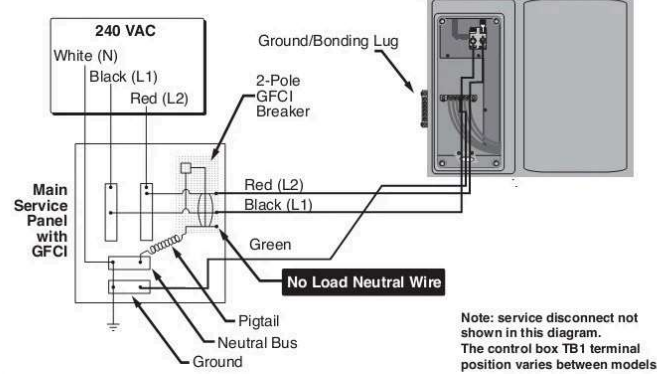 240 VAC
White (N)
Black (L1)
Red (L2)
Ground/Bonding Lug
2-Pole
GFCI
Breaker
Main
Service
Panel
with
GFCI
Red (L2)
Black (L1)
Green
No Load Neutral Wire
Pigtail
Neutral Bus
Ground
Note: service disconnect not
shown in this diagram.
The control box TB1 terminal
position varies between models